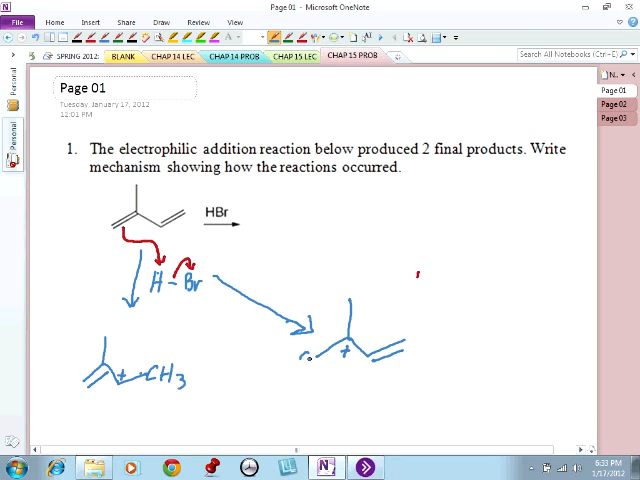 Page 01 - Microsoft OneNote
File
Home
Insert
Share
Draw
Review
View
SPRING 2012:
BLANK
CHAP 14 LEC
CHAP 14 PROB
CHAP 15 LEC
CHAP 15 PROB
Search All Notebooks (Ctrl+E)
Personal
Personal
Page 01
Tuesday, January 17, 2012
12:01 PM
N..
Page 01
Page 02
Page 03
1. The electrophilic addition reaction below produced 2 final products. Write
mechanism showing how the reactions occurred.
HBr
H - Br
+
+ CH3
6:33 PM
1/17/2012